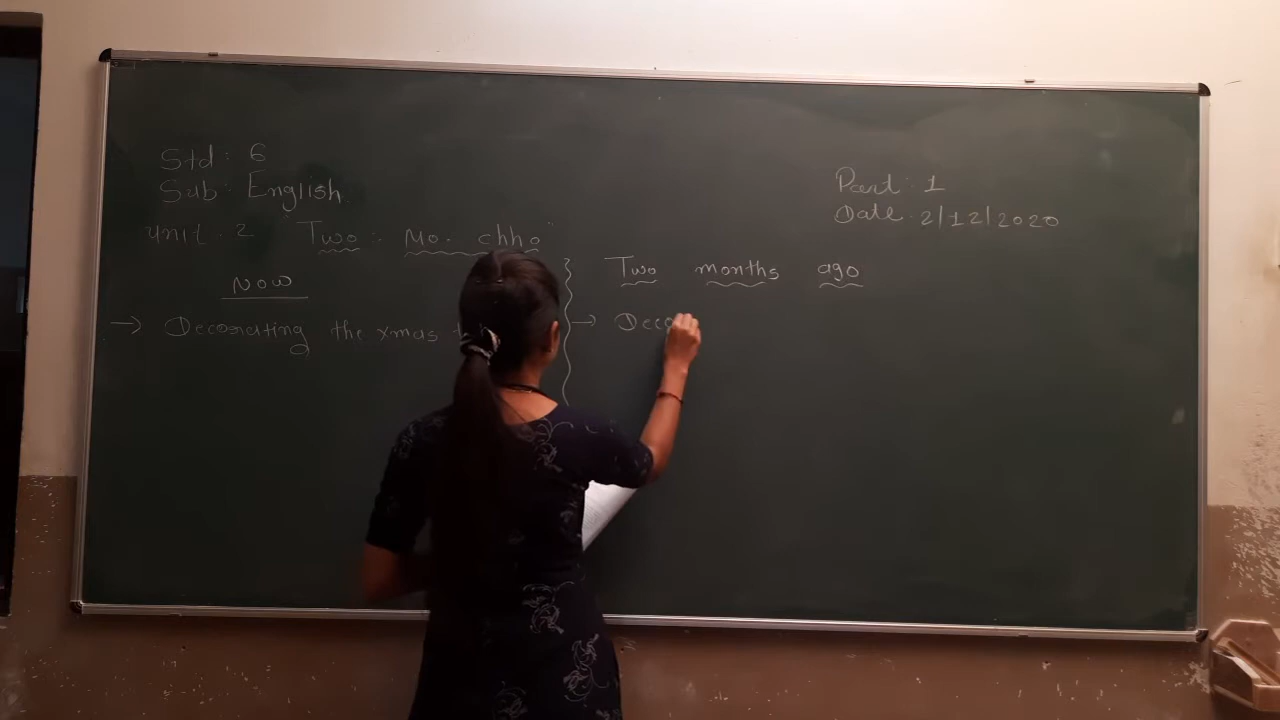 Std: 6
Sub: English
Unit. 2 "Two. Mo. chho"
Part: 1
Date. 2/12/2020
Now
→ Decorating the xmas
Two months ago
→ Deco